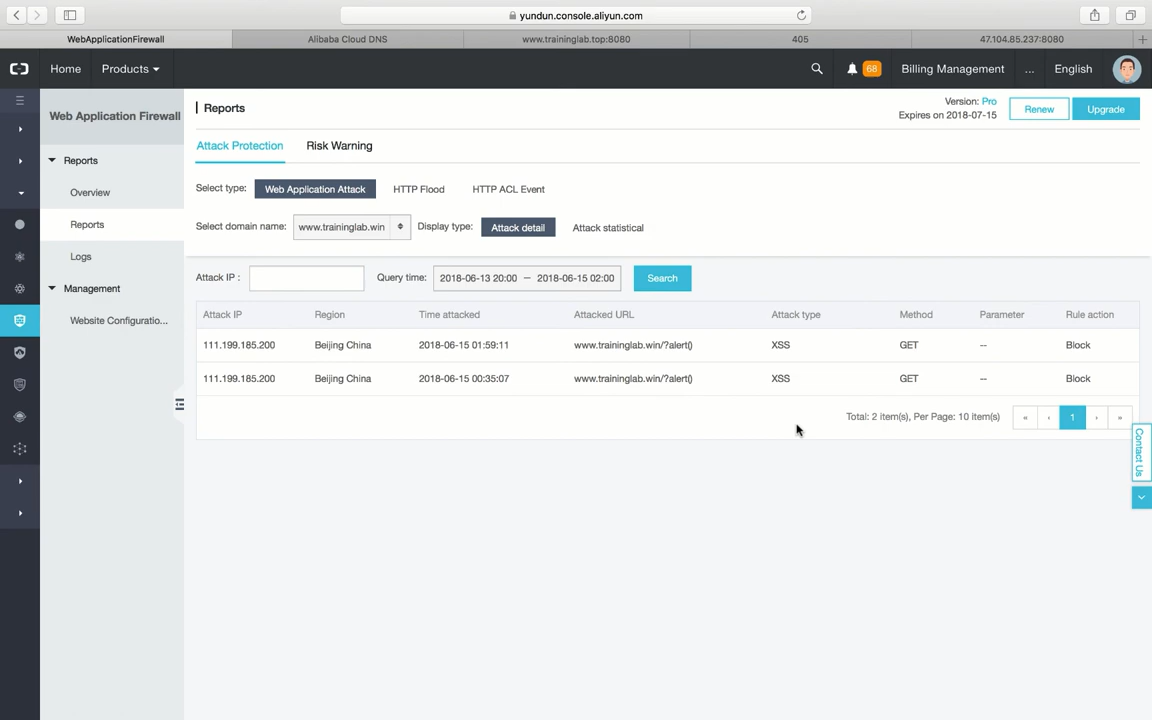 yundun.console.aliyun.com
WebApplicationFirewall
Alibaba Cloud DNS
www.traininglab.top:8080
405
47.104.85.237:8080
Home
Products
68
Billing Management
...
English
Web Application Firewall
Reports
Overview
Reports
Logs
Management
Website Configuratio...
Reports
Version: Pro
Expires on 2018-07-15
Renew
Upgrade
Attack Protection
Risk Warning
Select type:
Web Application Attack
HTTP Flood
HTTP ACL Event
Select domain name:
www.traininglab.win
Display type:
Attack detail
Attack statistical
Attack IP :
Query time:
2018-06-13 20:00 — 2018-06-15 02:00
Search
Attack IP Region Time attacked Attacked URL Attack type Method Parameter Rule action
111.199.185.200 Beijing China 2018-06-15 01:59:11 www.traininglab.win/?alert() XSS GET -- Block
111.199.185.200 Beijing China 2018-06-15 00:35:07 www.traininglab.win/?alert() XSS GET -- Block
Total: 2 item(s), Per Page: 10 item(s)
« ‹ 1 › »
Contact Us